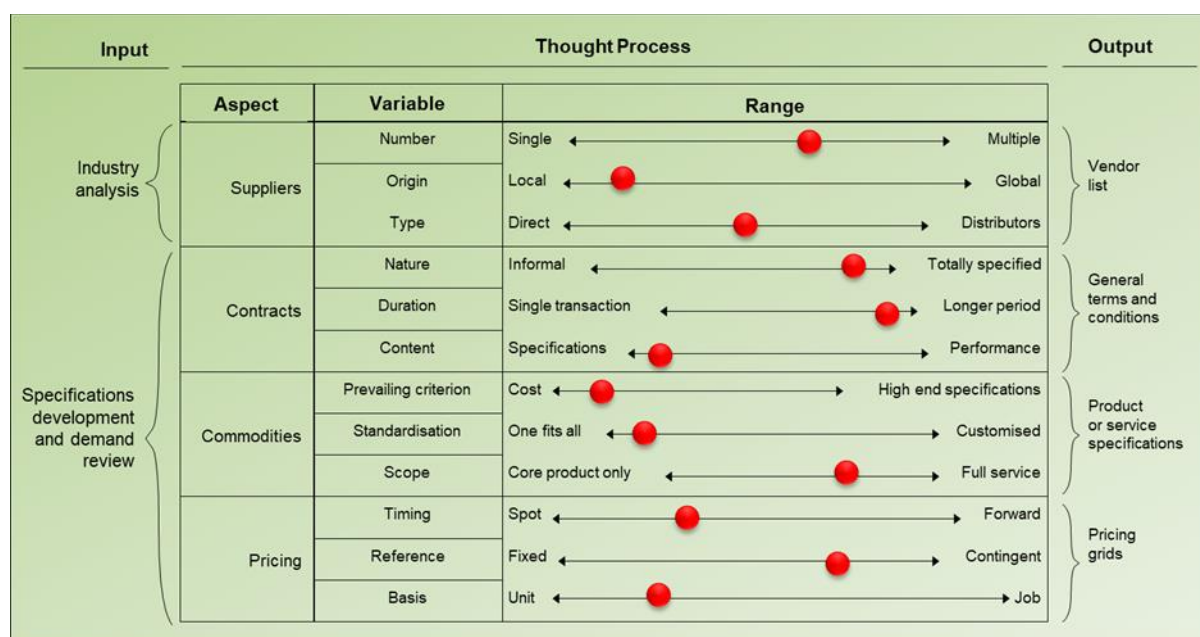 Input
Thought Process
Output
Aspect
Variable
Range
Industry
analysis
Suppliers
Number
Single
Multiple
Origin
Local
Global
Type
Direct
Distributors
Vendor
list
Specifications
development
and demand
review
Contracts
Nature
Informal
Totally specified
Duration
Single transaction
Longer period
Content
Specifications
Performance
General
terms and
conditions
Commodities
Prevailing criterion
Cost
High end specifications
Standardisation
One fits all
Customised
Scope
Core product only
Full service
Product
or service
specifications
Pricing
Timing
Spot
Forward
Reference
Fixed
Contingent
Basis
Unit
Job
Pricing
grids